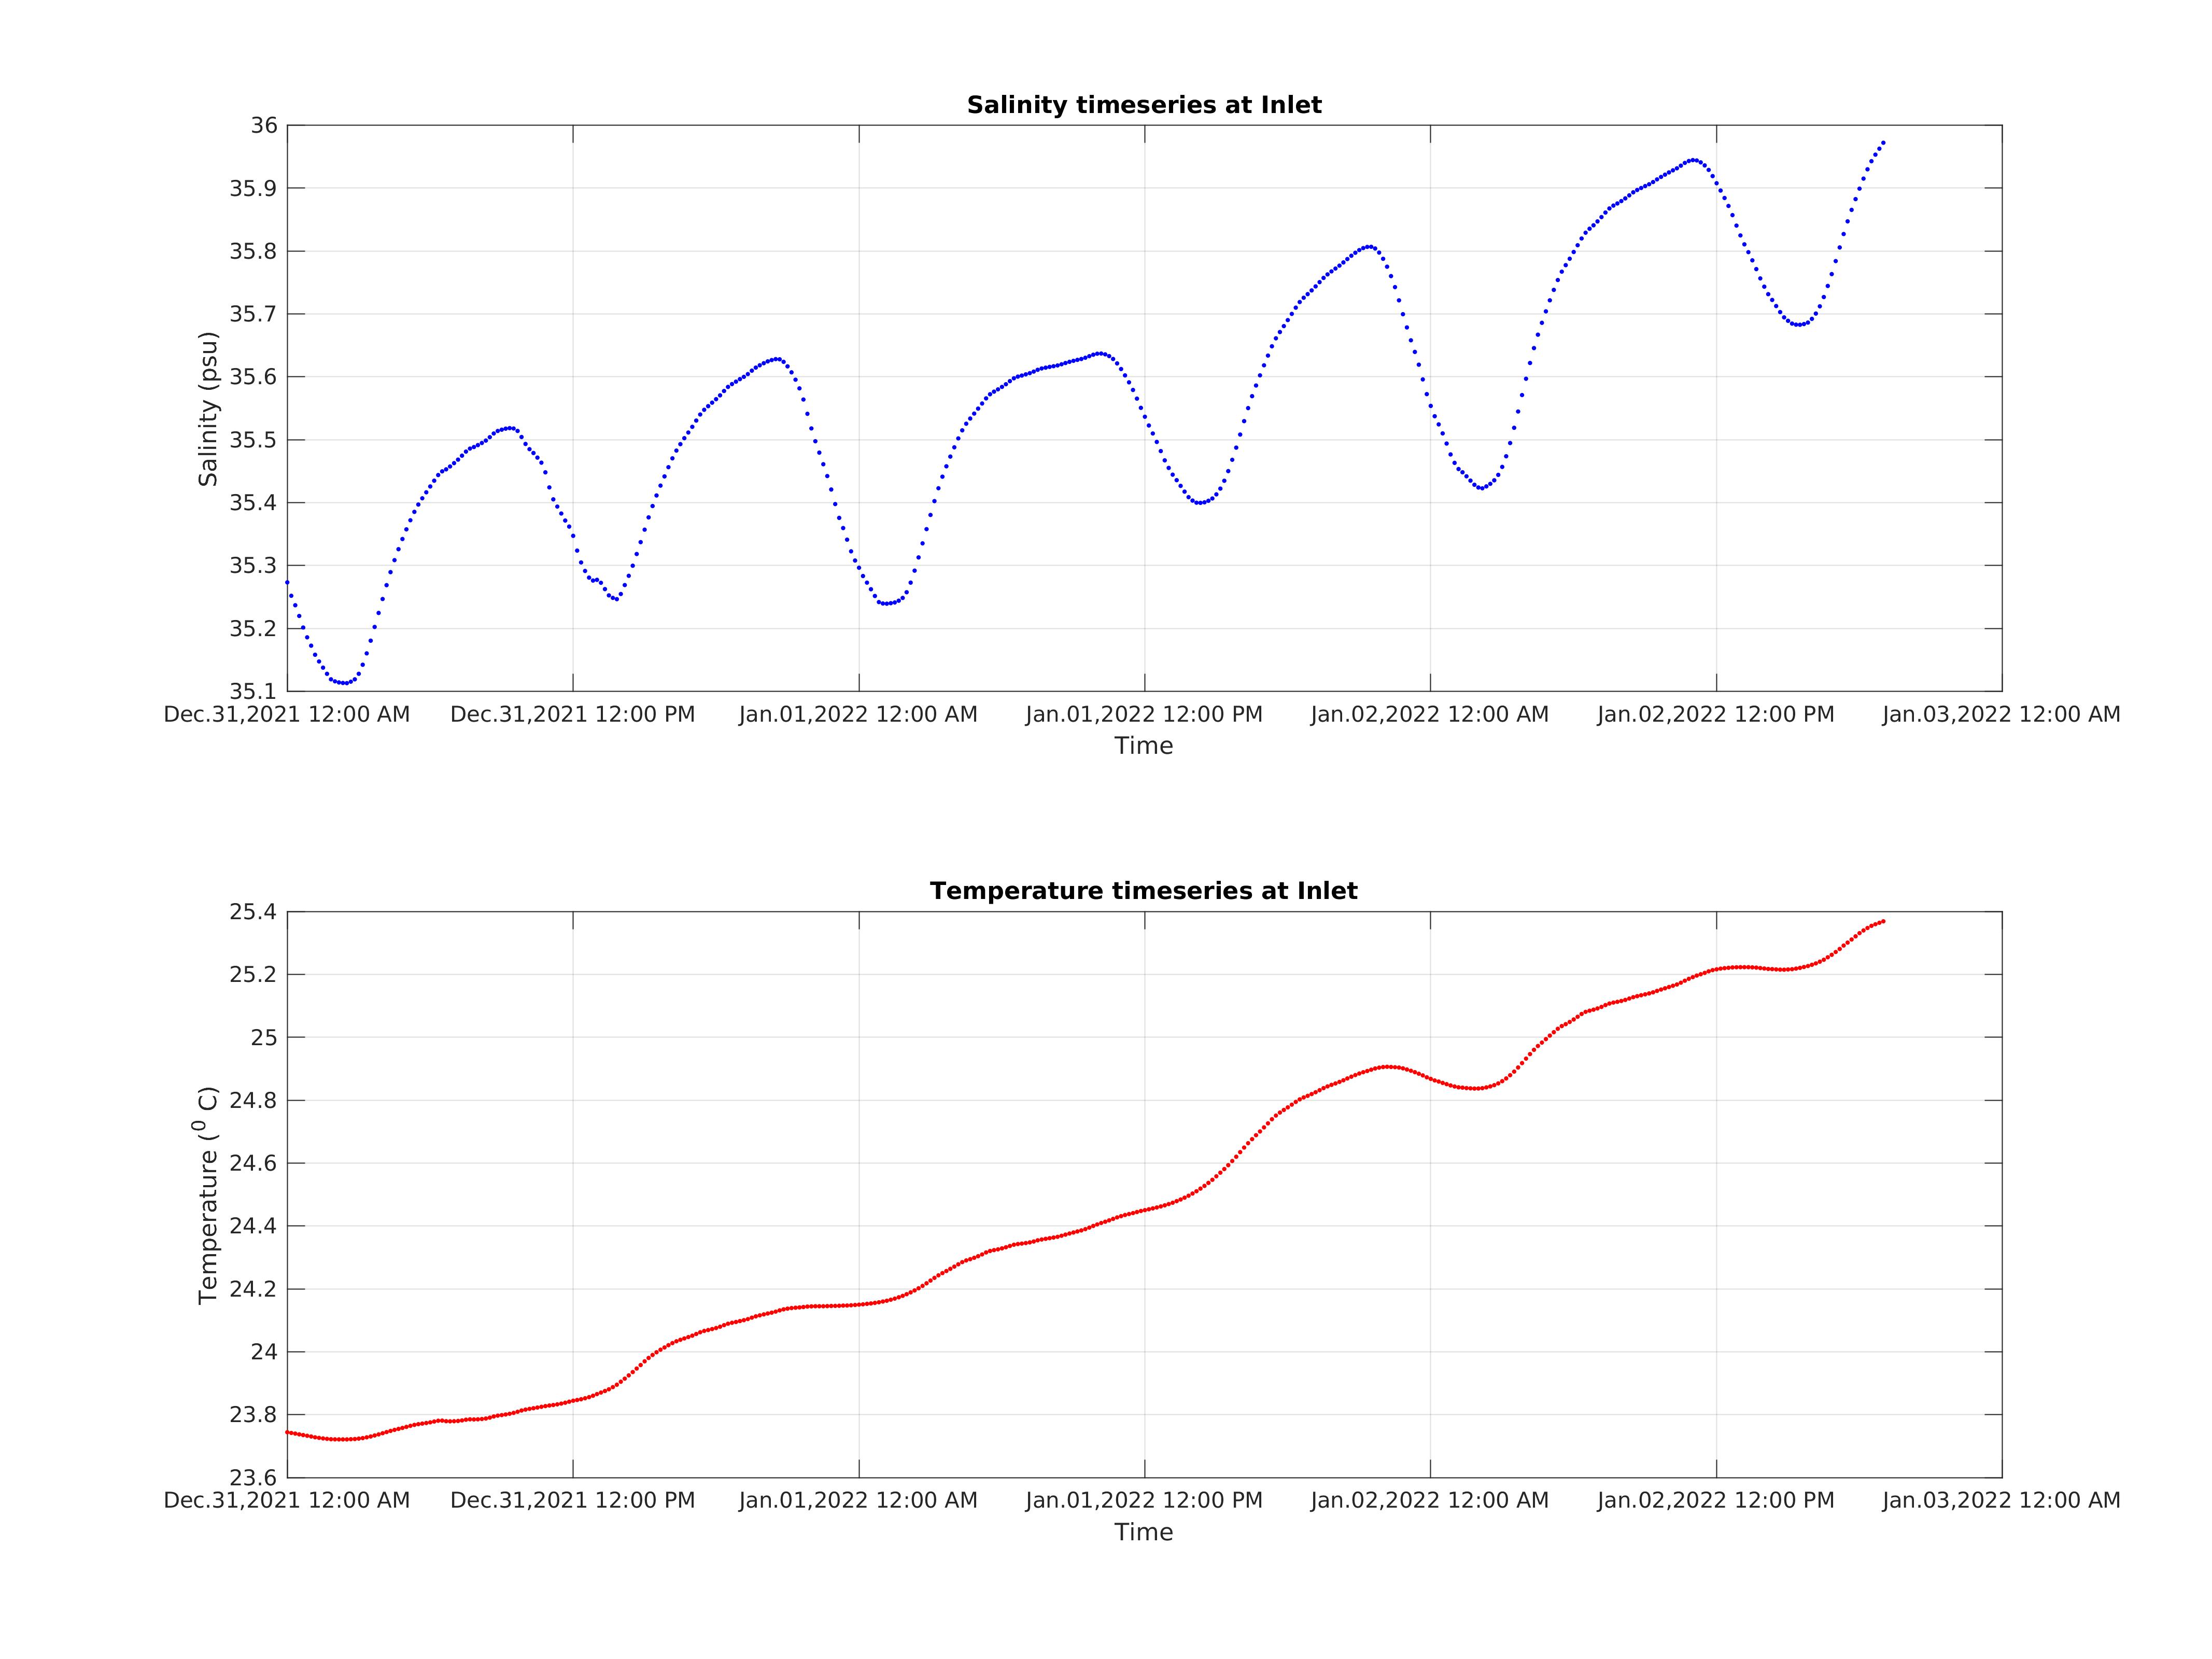 Salinity timeseries at Inlet
36
35.9
35.8
35.7
35.6
35.5
35.4
35.3
35.2
35.1
Salinity (psu)
Dec.31,2021 12:00 AM Dec.31,2021 12:00 PM Jan.01,2022 12:00 AM Jan.01,2022 12:00 PM Jan.02,2022 12:00 AM Jan.02,2022 12:00 PM Jan.03,2022 12:00 AM
Time
Temperature timeseries at Inlet
25.4
25.2
25
24.8
24.6
24.4
24.2
24
23.8
23.6
Temperature (⁰ C)
Dec.31,2021 12:00 AM Dec.31,2021 12:00 PM Jan.01,2022 12:00 AM Jan.01,2022 12:00 PM Jan.02,2022 12:00 AM Jan.02,2022 12:00 PM Jan.03,2022 12:00 AM
Time